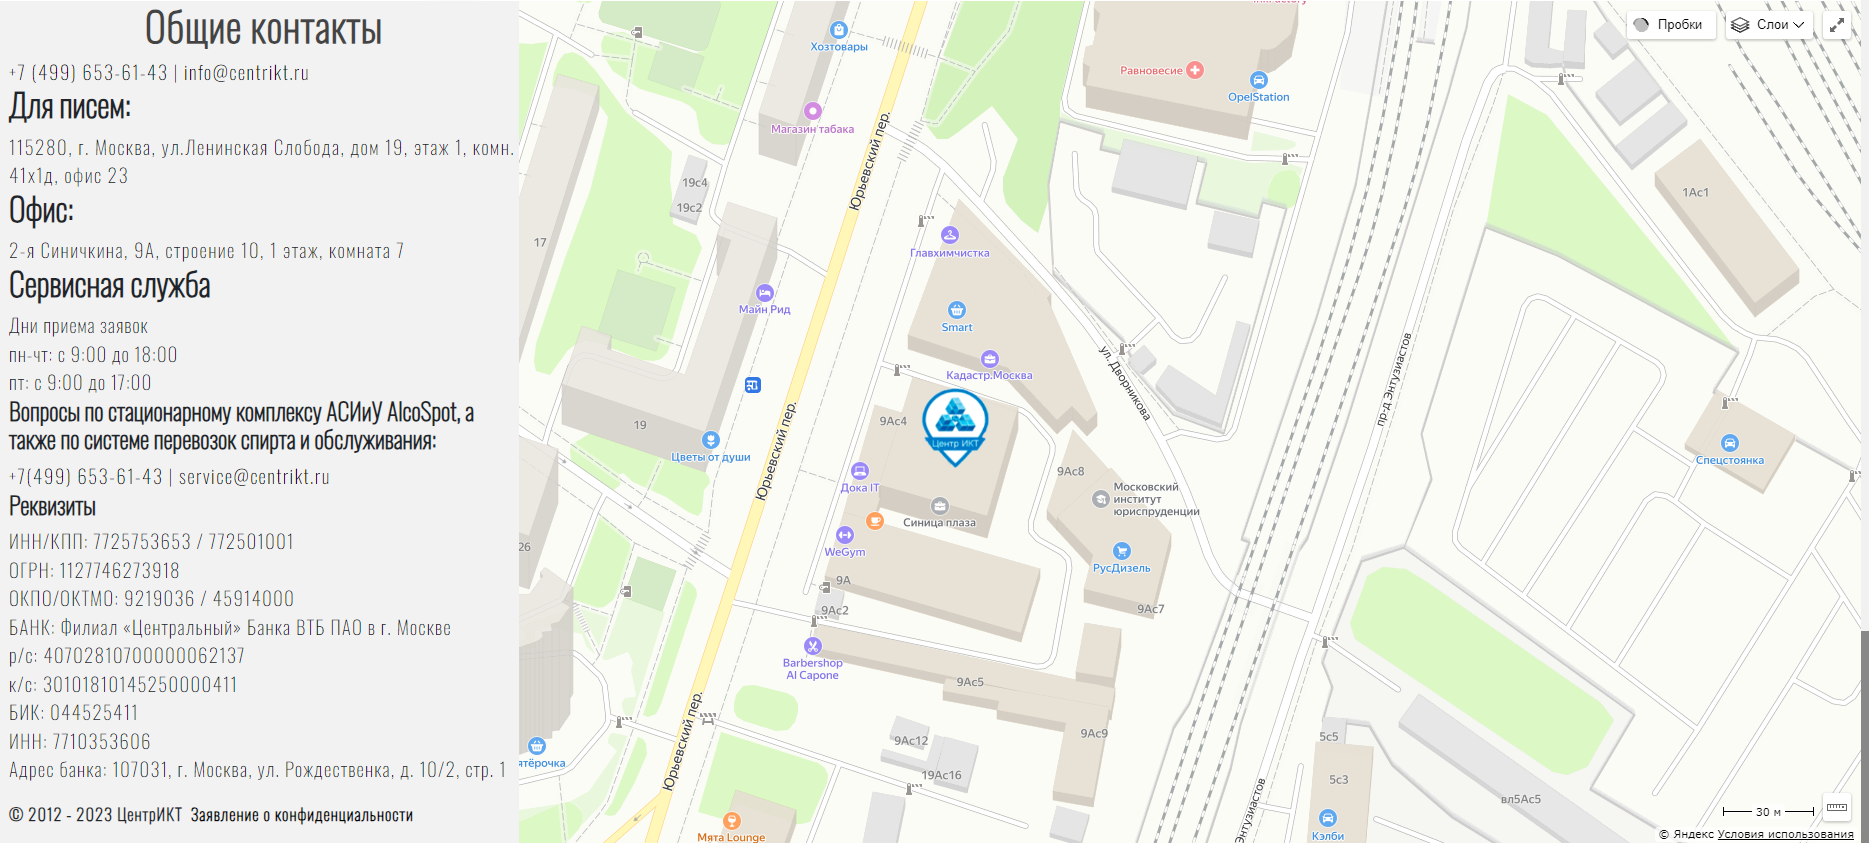 Общие контакты
+7 (499) 653-61-43 | info@centrikt.ru
Для писем:
115280, г. Москва, ул.Ленинская Слобода, дом 19, этаж 1, комн.
41х1д, офис 23
Офис:
2-я Синичкина, 9А, строение 10, 1 этаж, комната 7
Сервисная служба
Дни приема заявок
пн-чт: с 9:00 до 18:00
пт: с 9:00 до 17:00
Вопросы по стационарному комплексу АСИиУ AlcoSpot, а
также по системе перевозок спирта и обслуживания:
+7(499) 653-61-43 | service@centrikt.ru
Реквизиты
ИНН/КПП: 7725753653 / 772501001
ОГРН: 1127746273918
ОКПО/ОКТМО: 9219036 / 45914000
БАНК: Филиал «Центральный» Банка ВТБ ПАО в г. Москве
р/с: 40702810700000062137
к/с: 30101810145250000411
БИК: 044525411
ИНН: 7710353606
Адрес банка: 107031, г. Москва, ул. Рождественка, д. 10/2, стр. 1
© 2012 - 2023 ЦентрИКТ Заявление о конфиденциальности
Хозтовары
Равновесие
OpelStation
Пробки
Слои
Магазин табака
Юрьевский пер.
19с4
19с2
1Ас1
17
Главхимчистка
Майн Рид
Smart
Кадастр.Москва
ул. Дворникова
пр-д Энтузиастов
19
9Ас4
Центр ИКТ
Цветы от души
Юрьевский пер.
Дока IT
9Ас8
Московский
институт
юриспруденции
Спецстоянка
Синица плаза
26
WeGym
РусДизель
9А
9Ас2
9Ас7
Barbershop
Al Capone
9Ас5
Юрьевский пер.
9Ас12
9Ас9
19Ас16
5с5
5с3
вл5Ас5
ятёрочка
Энтузиастов
Мята Lounge
Кэлби
30 м
© Яндекс Условия использования